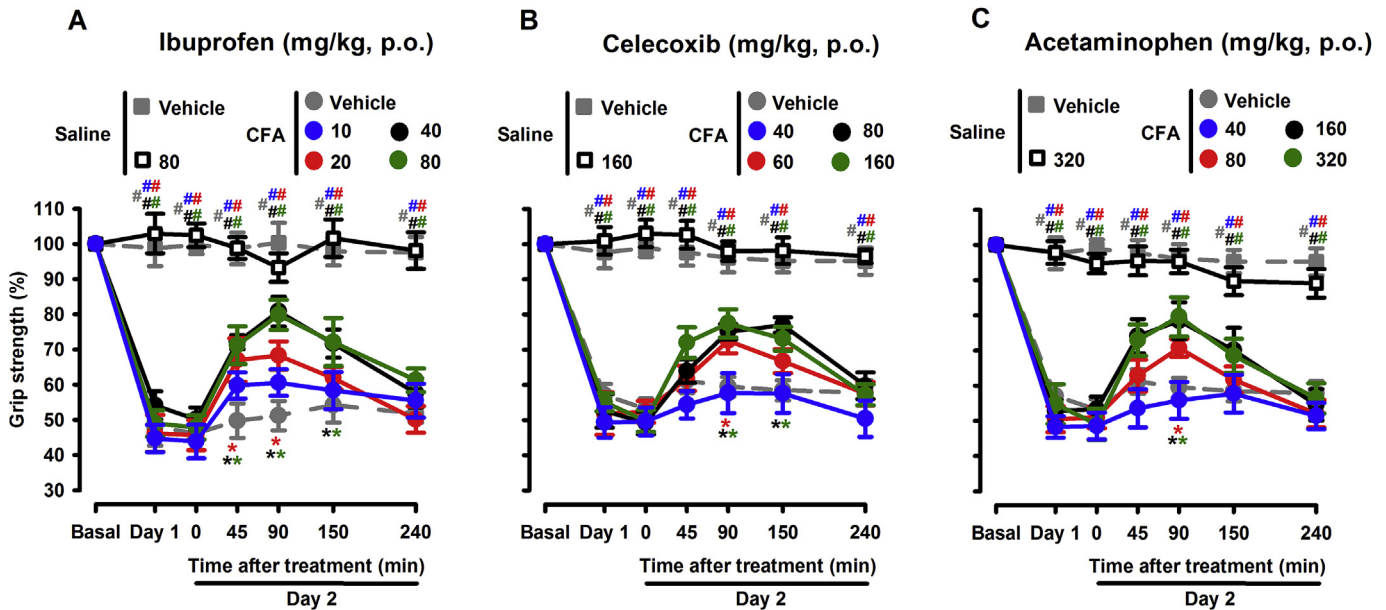 A
Ibuprofen (mg/kg, p.o.)
Saline
Vehicle
80
CFA
Vehicle
10 40
20 80
# ## ## # ## ## # ## ## # ## ## # ## ## # ## ##
Grip strength (%)
110
100
90
80
70
60
50
40
30
* ** * ** **
Basal Day 1 0 45 90 150 240
Time after treatment (min)
Day 2
B
Celecoxib (mg/kg, p.o.)
Saline
Vehicle
160
CFA
Vehicle
40 80
60 160
# ## ## # ## ## # ## ## # ## ## # ## ## # ## ##
* ** **
Basal Day 1 0 45 90 150 240
Time after treatment (min)
Day 2
C
Acetaminophen (mg/kg, p.o.)
Saline
Vehicle
320
CFA
Vehicle
40 160
80 320
# ## ## # ## ## # ## ## # ## ## # ## ## # ## ##
* **
Basal Day 1 0 45 90 150 240
Time after treatment (min)
Day 2